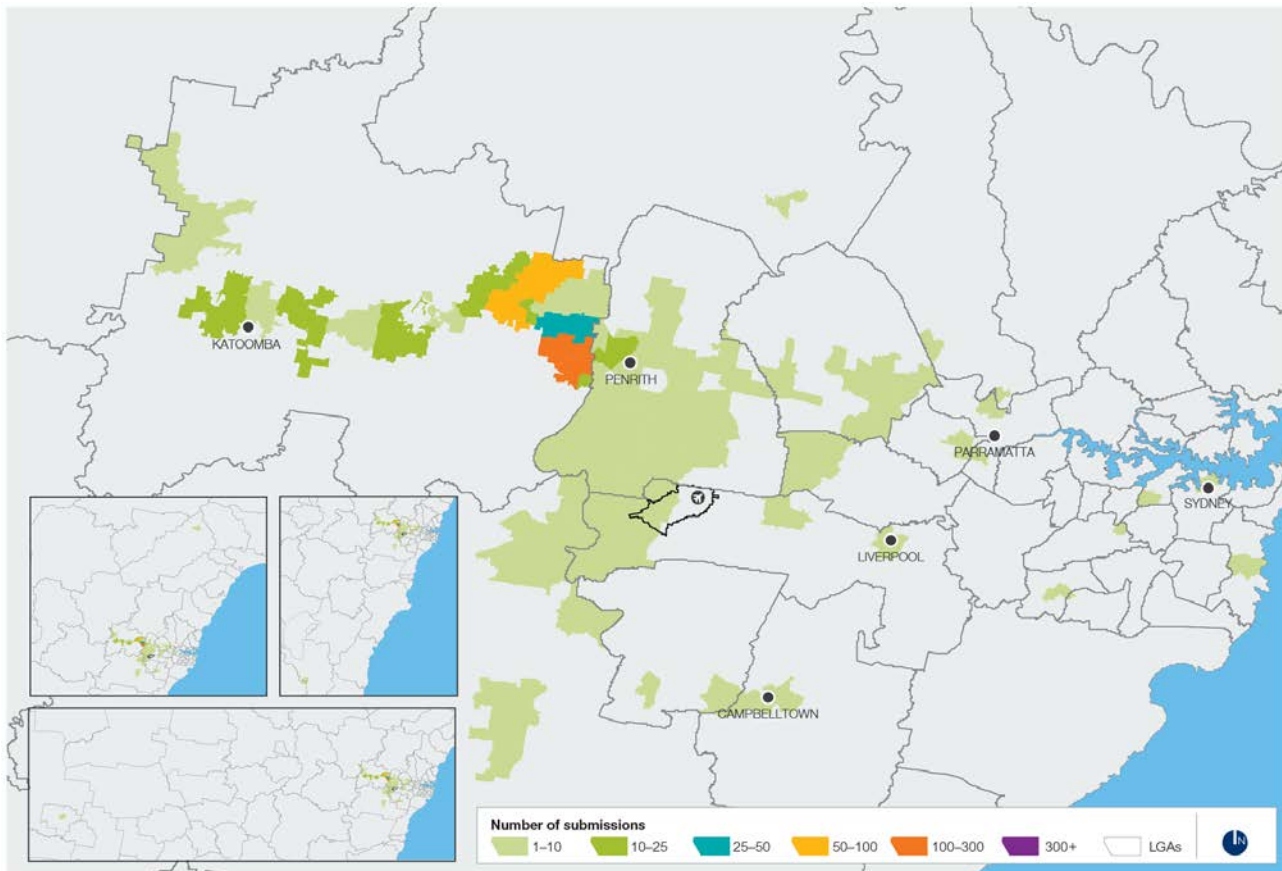 KATOOMBA
PENRITH
PARRAMATTA
SYDNEY
LIVERPOOL
CAMPBELLTOWN
Number of submissions
1–10 10–25 25–50 50–100 100–300 300+ LGAs
N